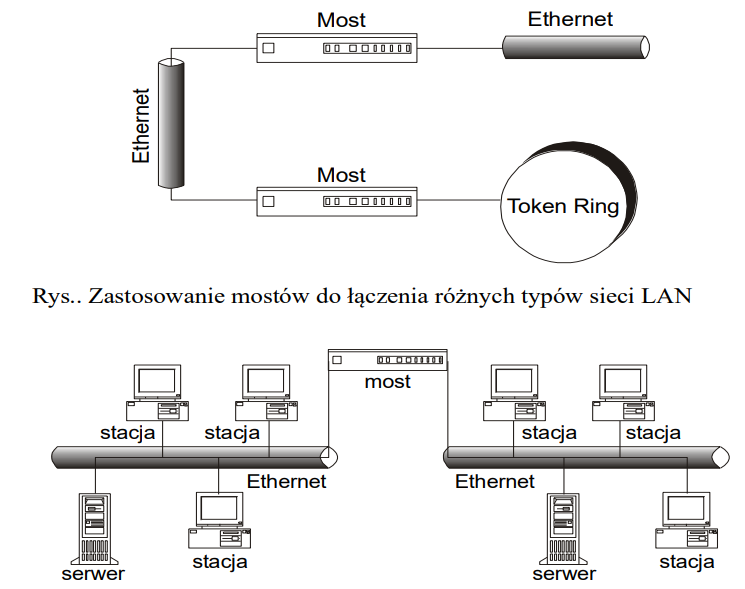 Most
Ethernet
Ethernet
Most
Token Ring
Rys.. Zastosowanie mostów do łączenia różnych typów sieci LAN
most
stacja
stacja
stacja
stacja
Ethernet
Ethernet
serwer
stacja
serwer
stacja